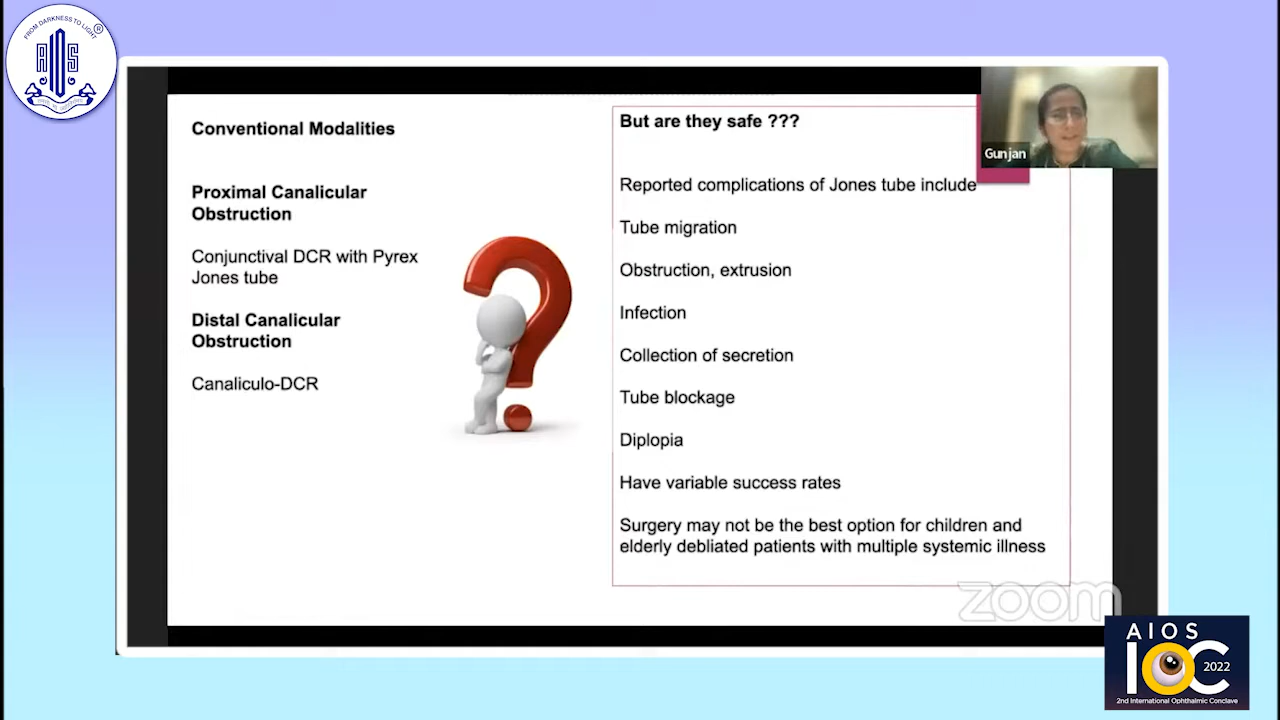 FROM DARKNESS TO LIGHT
®
AIOS
Conventional Modalities
Proximal Canalicular
Obstruction
Conjunctival DCR with Pyrex
Jones tube
Distal Canalicular
Obstruction
Canaliculo-DCR
But are they safe ???
Reported complications of Jones tube include
Tube migration
Obstruction, extrusion
Infection
Collection of secretion
Tube blockage
Diplopia
Have variable success rates
Surgery may not be the best option for children and
elderly debliated patients with multiple systemic illness
Gunjan
zoom
AIOS
IOC
2022
2nd International Ophthalmic Conclave